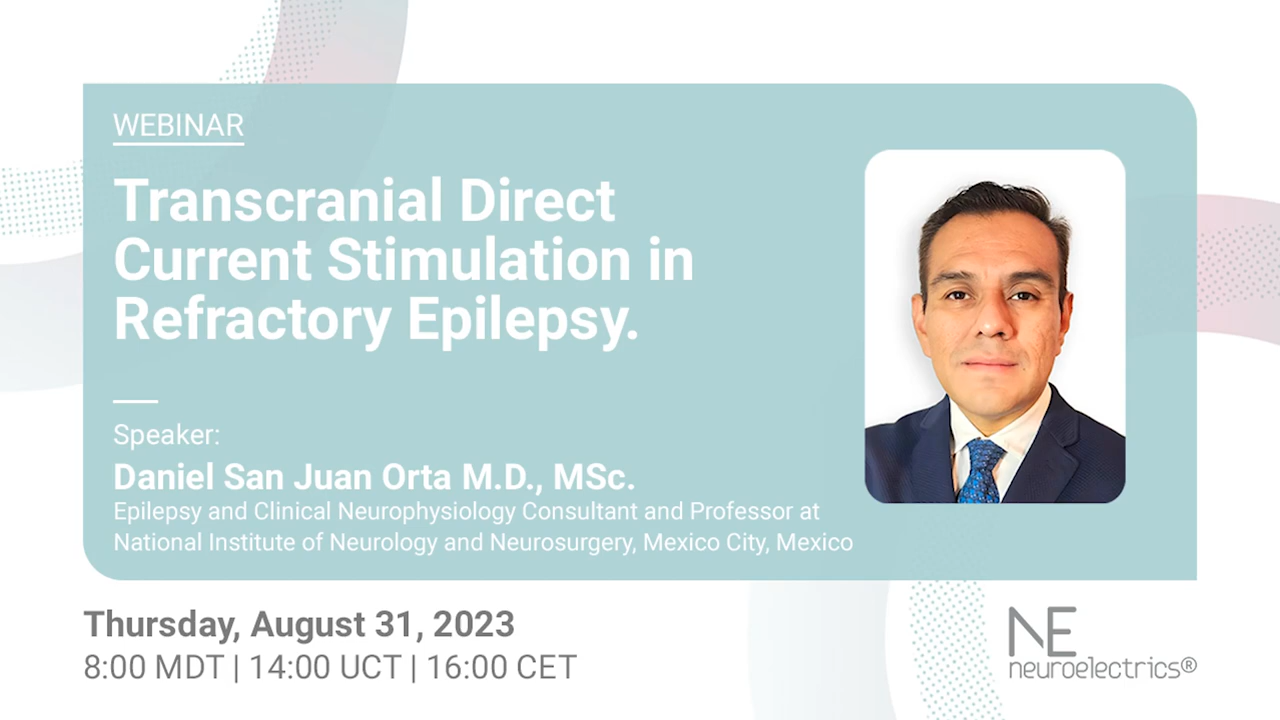 WEBINAR
Transcranial Direct
Current Stimulation in
Refractory Epilepsy.
Speaker:
Daniel San Juan Orta M.D., MSc.
Epilepsy and Clinical Neurophysiology Consultant and Professor at
National Institute of Neurology and Neurosurgery, Mexico City, Mexico
Thursday, August 31, 2023
8:00 MDT | 14:00 UCT | 16:00 CET
NE
neuroelectrics®